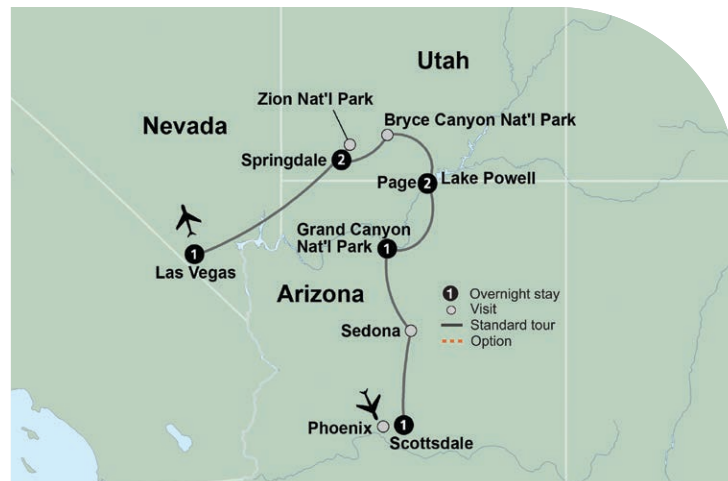 Utah
Zion Nat'l Park
Bryce Canyon Nat'l Park
Nevada
Springdale
2
Page
2
Lake Powell
Grand Canyon
Nat'l Park
1
1
Las Vegas
Arizona
1 Overnight stay
Visit
Standard tour
Option
Sedona
Phoenix
1
Scottsdale